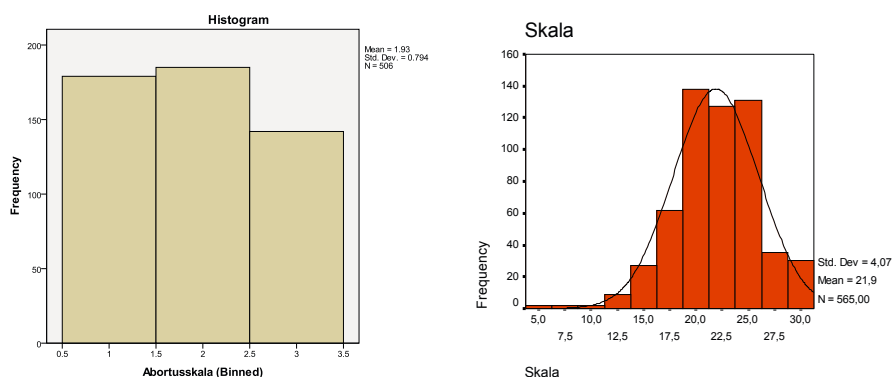 Histogram
200
150
100
50
0
Frequency
0.5 1 1.5 2 2.5 3 3.5
Abortusskala (Binned)
Mean = 1.93
Std. Dev. = 0.794
N = 506
Skala
160
140
120
100
80
60
40
20
0
Frequency
5,0 10,0 15,0 20,0 25,0 30,0
7,5 12,5 17,5 22,5 27,5
Skala
Std. Dev = 4,07
Mean = 21,9
N = 565,00